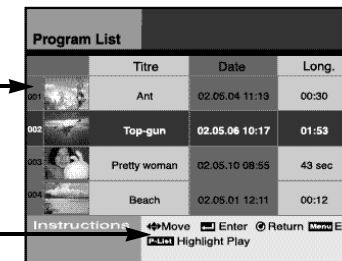 Program List
Titre Date Long.
001 Ant 02.05.04 11:13 00:30
002 Top-gun 02.05.06 10:17 01:53
003 Pretty woman 02.05.10 08:55 43 sec
004 Beach 02.05.01 12:11 00:12
Instructions Move Enter Return Menu E
P-List Highlight Play